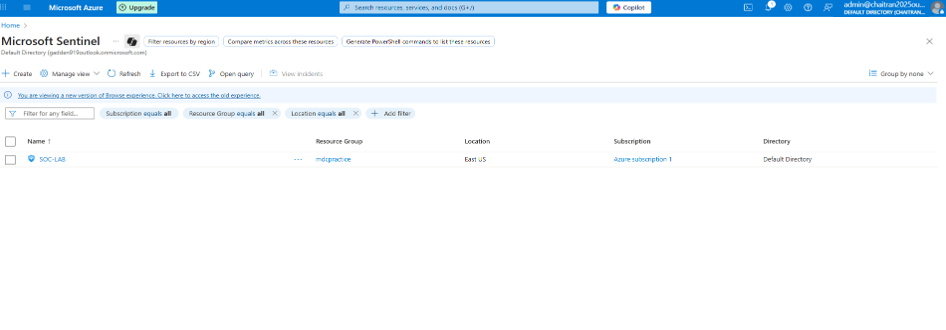 Microsoft Azure Upgrade Search resources, services, and docs (G+/) Copilot admin@chaitran2025ou...
DEFAULT DIRECTORY (CHAITRAN...
Home >
Microsoft Sentinel ... Filter resources by region Compare metrics across these resources Generate PowerShell commands to list these resources
Default Directory
+ Create Manage view Refresh Export to CSV Open query View incidents Group by none
You are viewing a new version of Browse experience. Click here to access the old experience.
Filter for any field... Subscription equals all Resource Group equals all Location equals all Add filter
Name ↑ Resource Group Location Subscription Directory
SOC-LAB ... mdcpractice East US Azure subscription 1 Default Directory